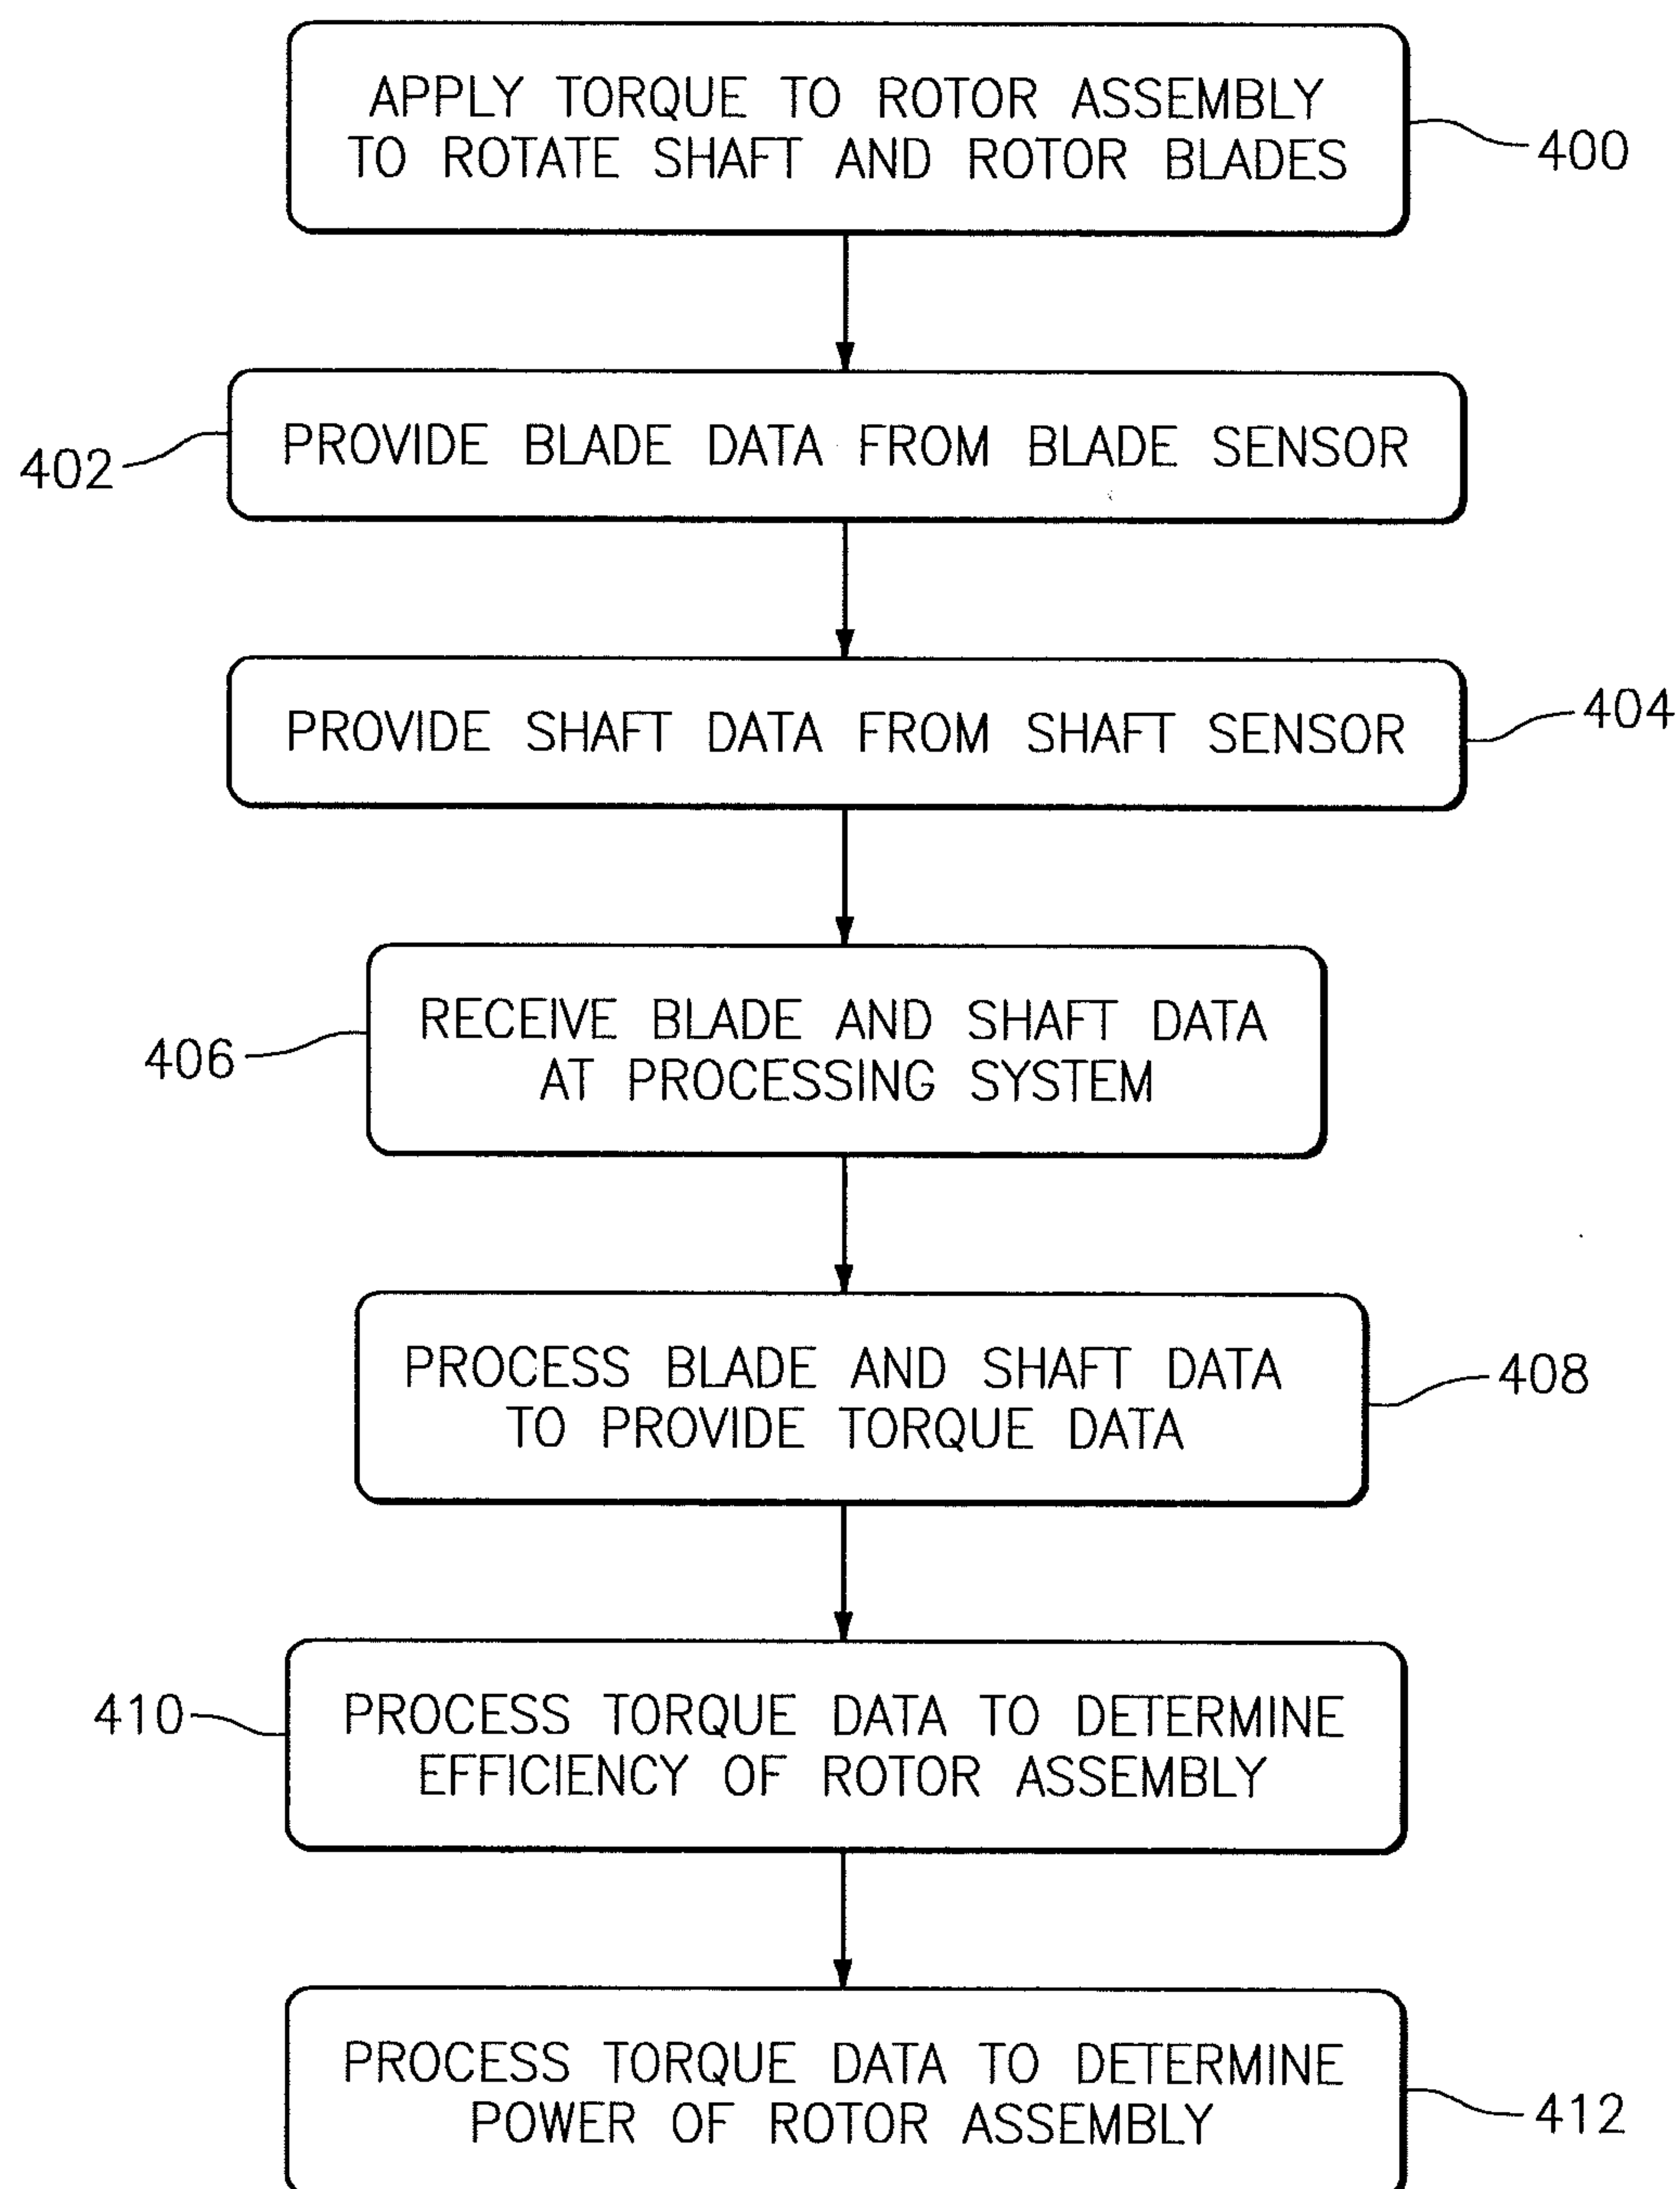 APPLY TORQUE TO ROTOR ASSEMBLY
TO ROTATE SHAFT AND ROTOR BLADES
400
PROVIDE BLADE DATA FROM BLADE SENSOR
402
PROVIDE SHAFT DATA FROM SHAFT SENSOR
404
RECEIVE BLADE AND SHAFT DATA
AT PROCESSING SYSTEM
406
PROCESS BLADE AND SHAFT DATA
TO PROVIDE TORQUE DATA
408
PROCESS TORQUE DATA TO DETERMINE
EFFICIENCY OF ROTOR ASSEMBLY
410
PROCESS TORQUE DATA TO DETERMINE
POWER OF ROTOR ASSEMBLY
412